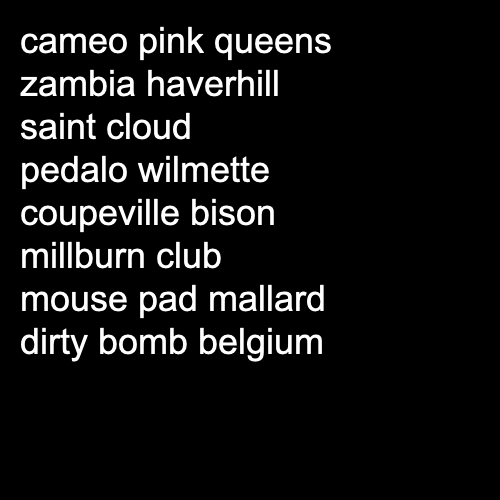 cameo pink queens
zambia haverhill
saint cloud
pedalo wilmette
coupeville bison
millburn club
mouse pad mallard
dirty bomb belgium